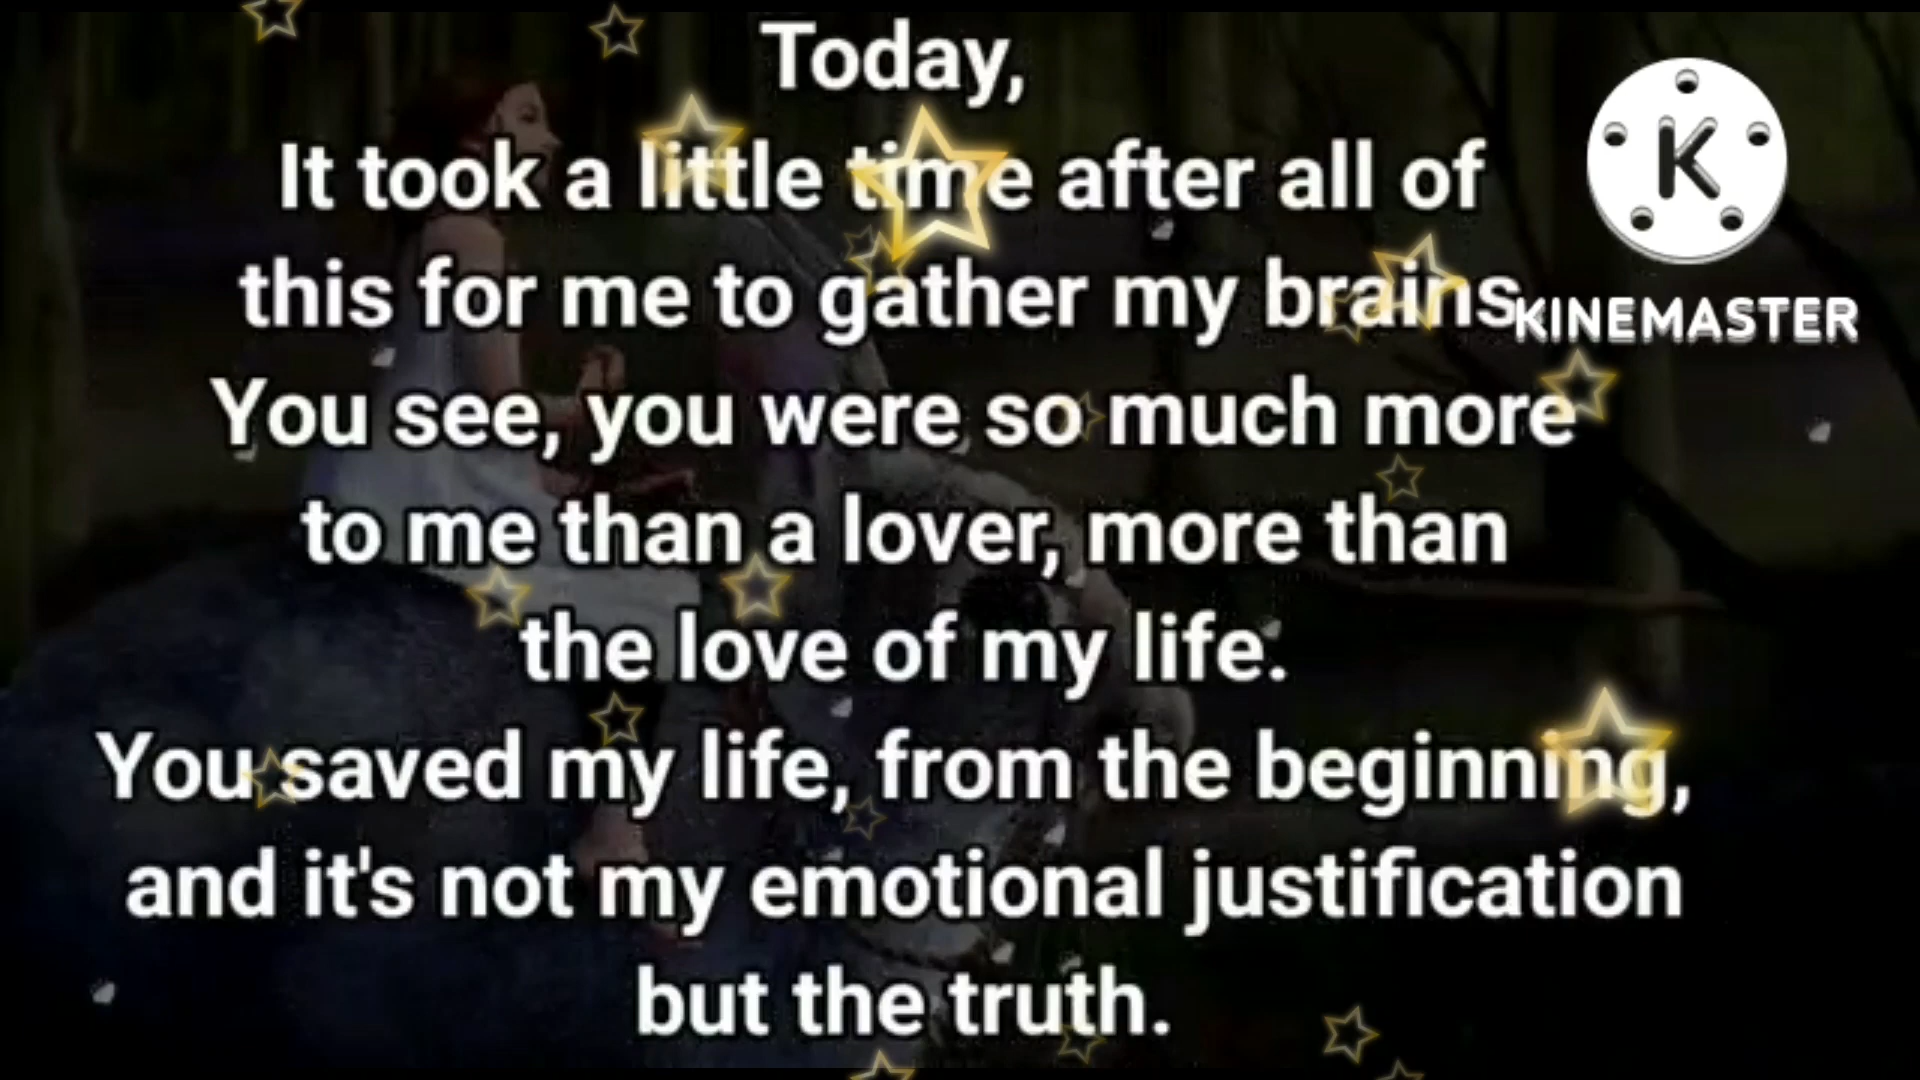 Today,
It took a little time after all of
this for me to gather my brains
You see, you were so much more
to me than a lover, more than
the love of my life.
You saved my life, from the beginning,
and it's not my emotional justification
but the truth.
K
KINEMASTER